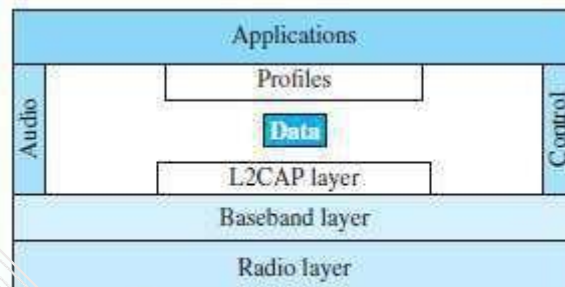 Applications
Profiles
Audio
Data
Control
L2CAP layer
Baseband layer
Radio layer